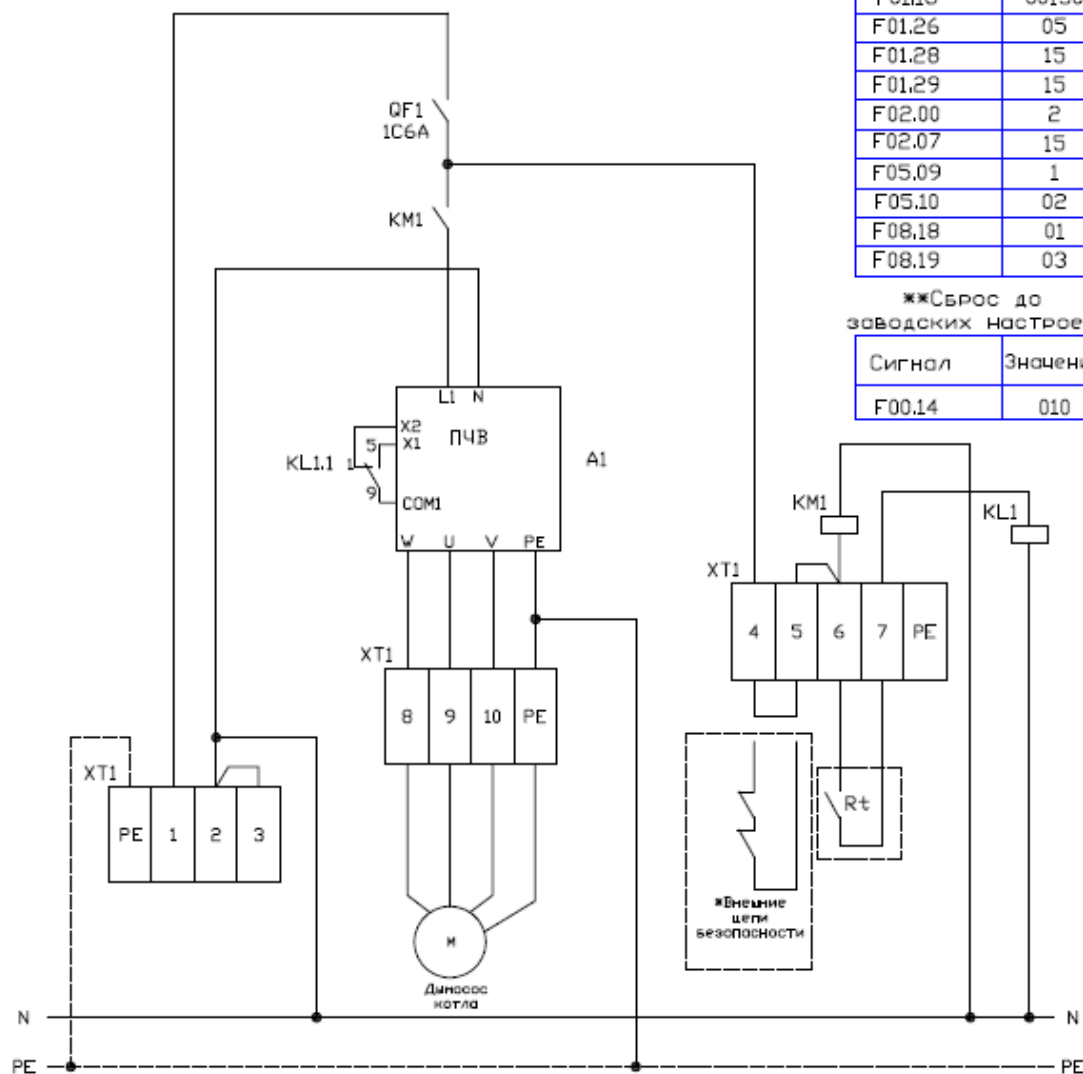 F01.26 05
F01.28 15
F01.29 15
F02.00 2
F02.07 15
F05.09 1
F05.10 02
F08.18 01
F08.19 03
**Сброс до
заводских настрое
Сигнал Значени
F00.14 010
QF1
1C6A
KM1
L1 N
X2
5 X1
ПЧВ
A1
KL1.1 1
9 COM1
W U V PE
KM1
KL1
XT1
4 5 6 7 PE
XT1
8 9 10 PE
XT1
PE 1 2 3
Rt
*Внешние
цепи
безопасности
М
Дымосос
котла
N N
PE PE